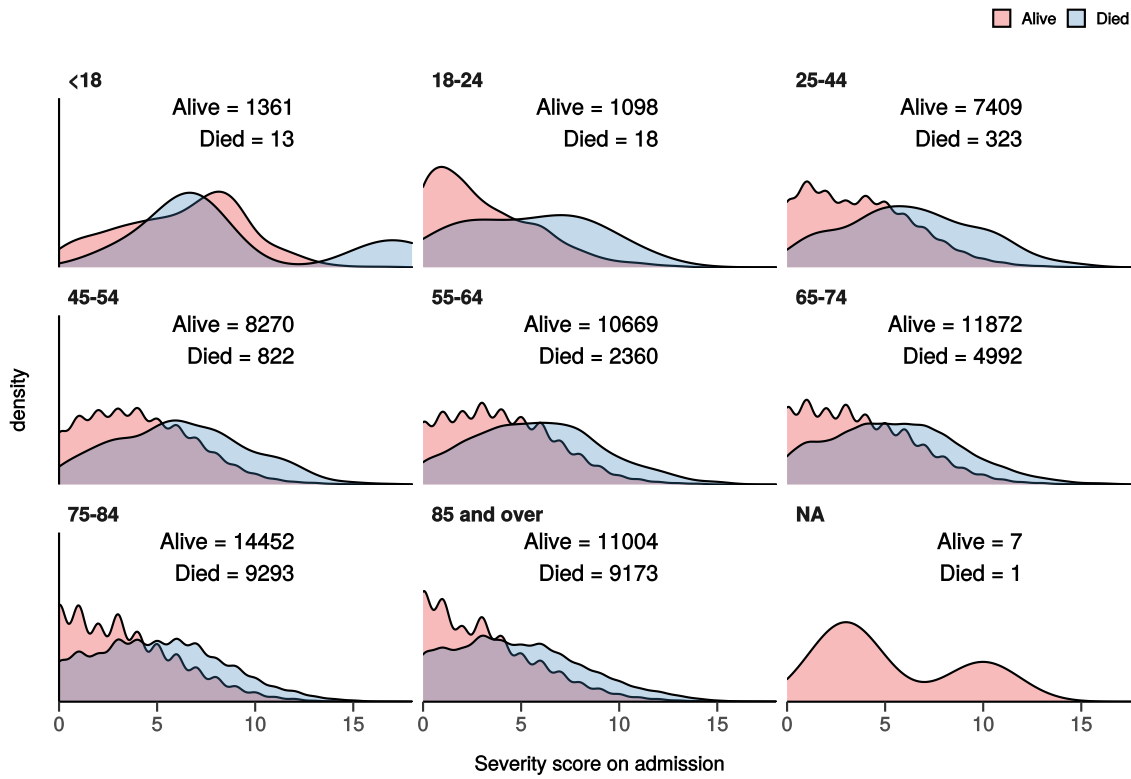 Alive Died
<18
Alive = 1361
Died = 13
18-24
Alive = 1098
Died = 18
25-44
Alive = 7409
Died = 323
45-54
Alive = 8270
Died = 822
55-64
Alive = 10669
Died = 2360
65-74
Alive = 11872
Died = 4992
75-84
Alive = 14452
Died = 9293
85 and over
Alive = 11004
Died = 9173
NA
Alive = 7
Died = 1
density
0 5 10 15
0 5 10 15
0 5 10 15
Severity score on admission